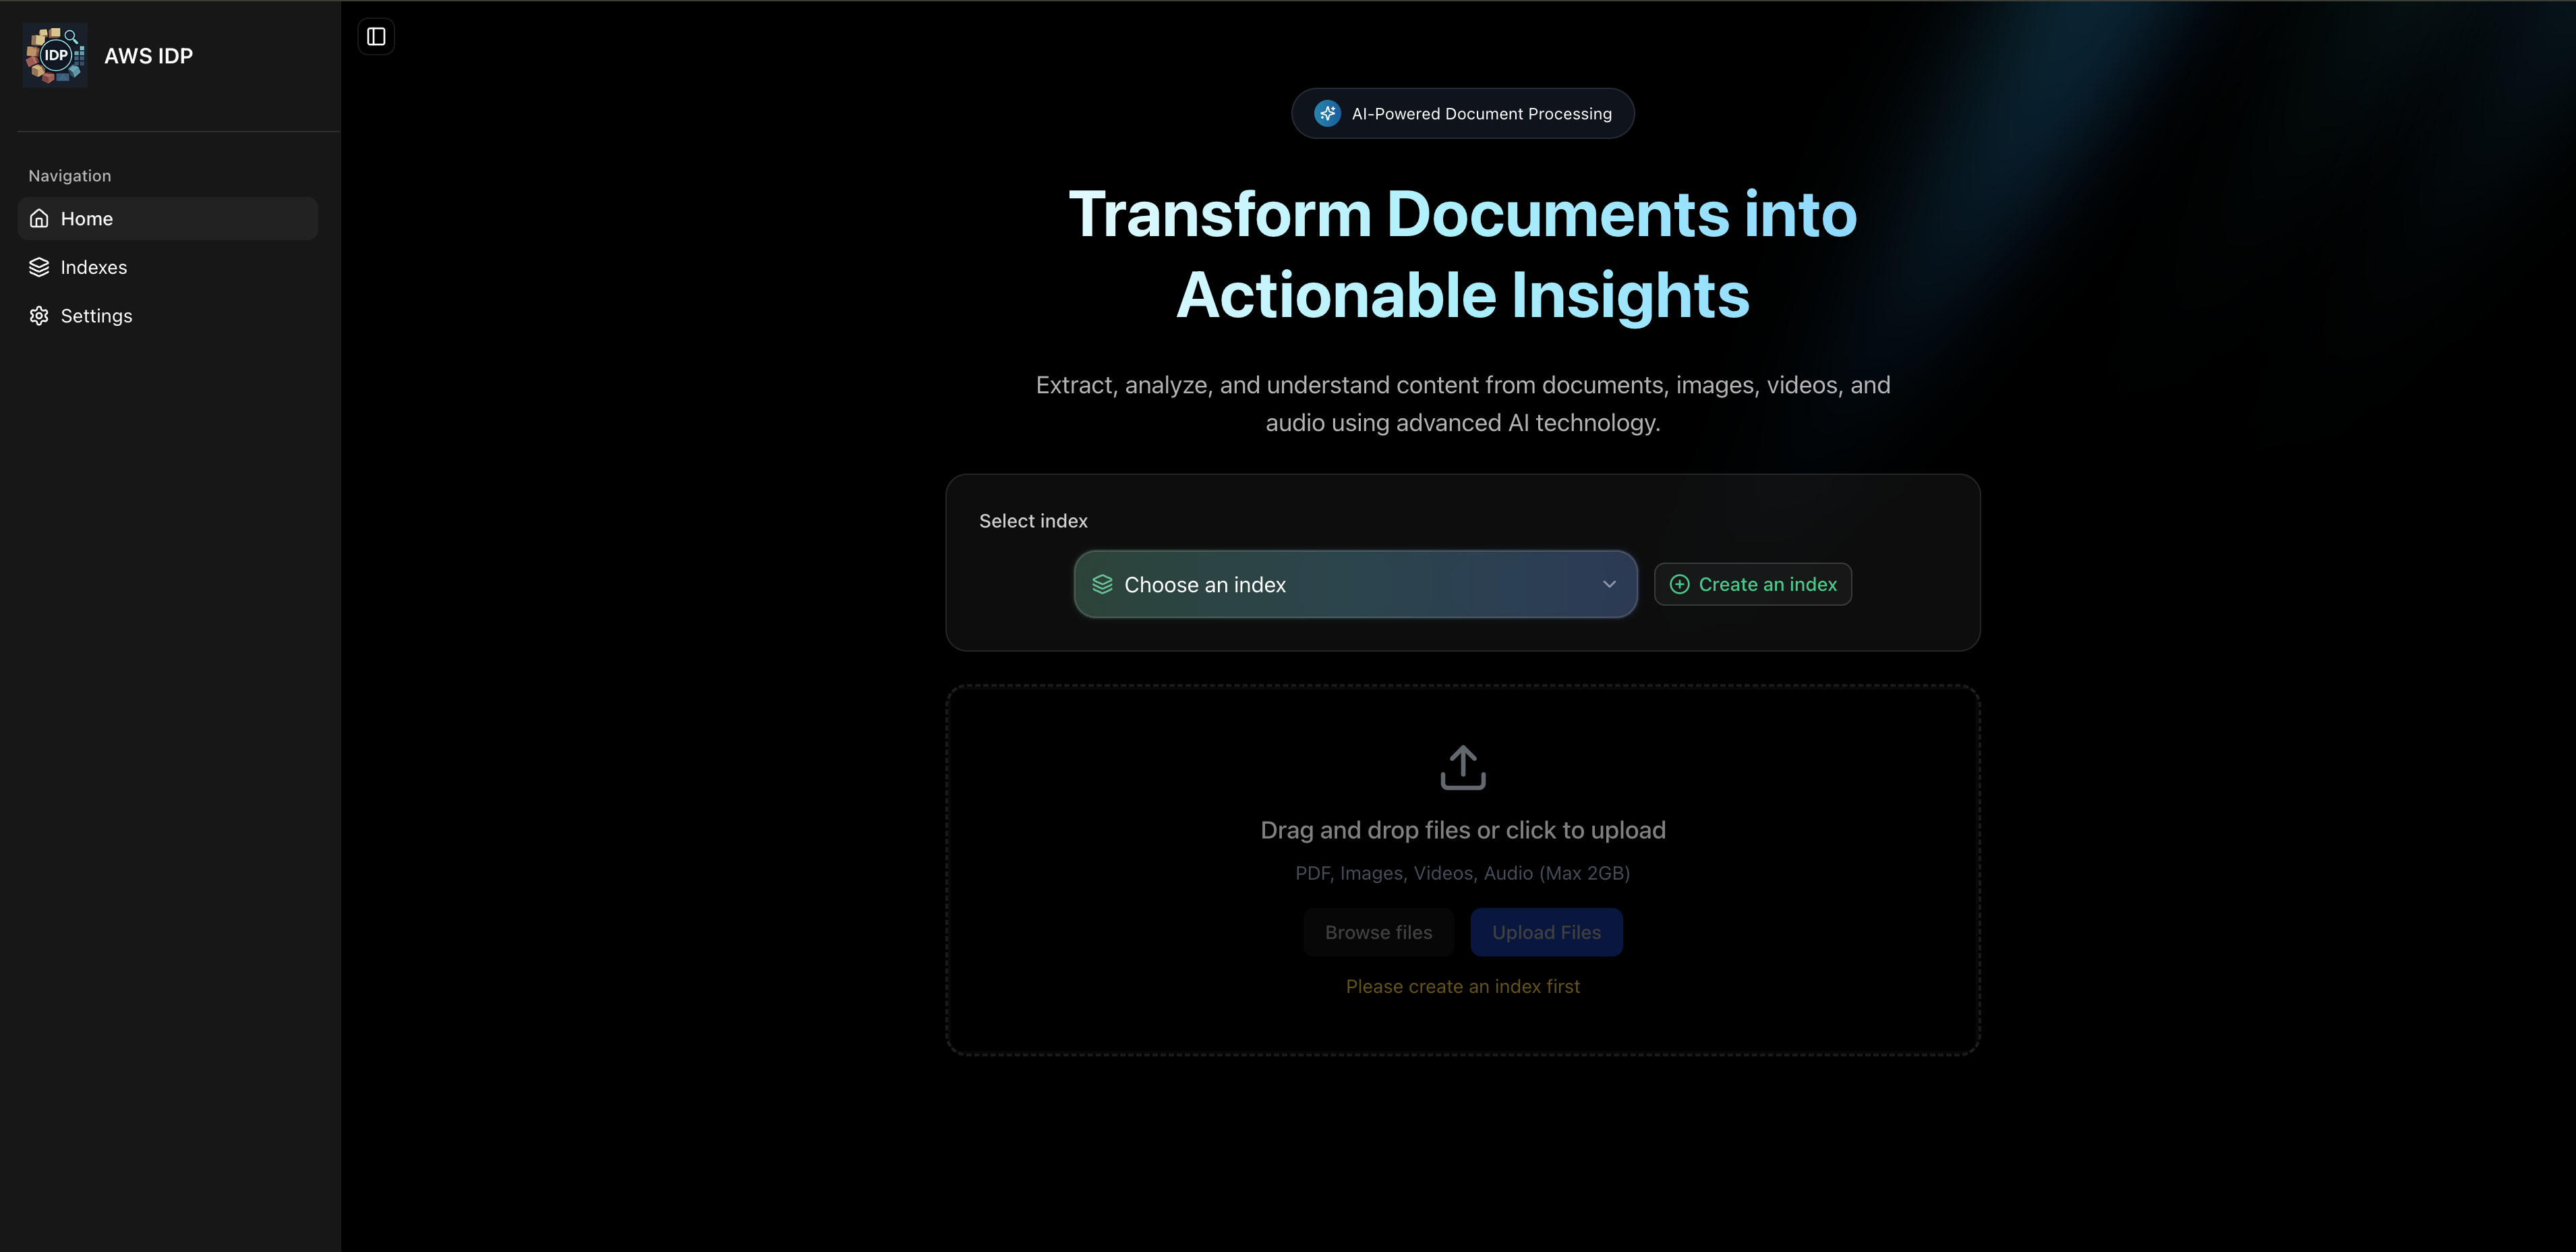 IDP
AWS IDP
Navigation
Home
Indexes
Settings
AI-Powered Document Processing
Transform Documents into
Actionable Insights
Extract, analyze, and understand content from documents, images, videos, and
audio using advanced AI technology.
Select index
Choose an index
Create an index
Drag and drop files or click to upload
PDF, Images, Videos, Audio (Max 2GB)
Browse files
Upload Files
Please create an index first